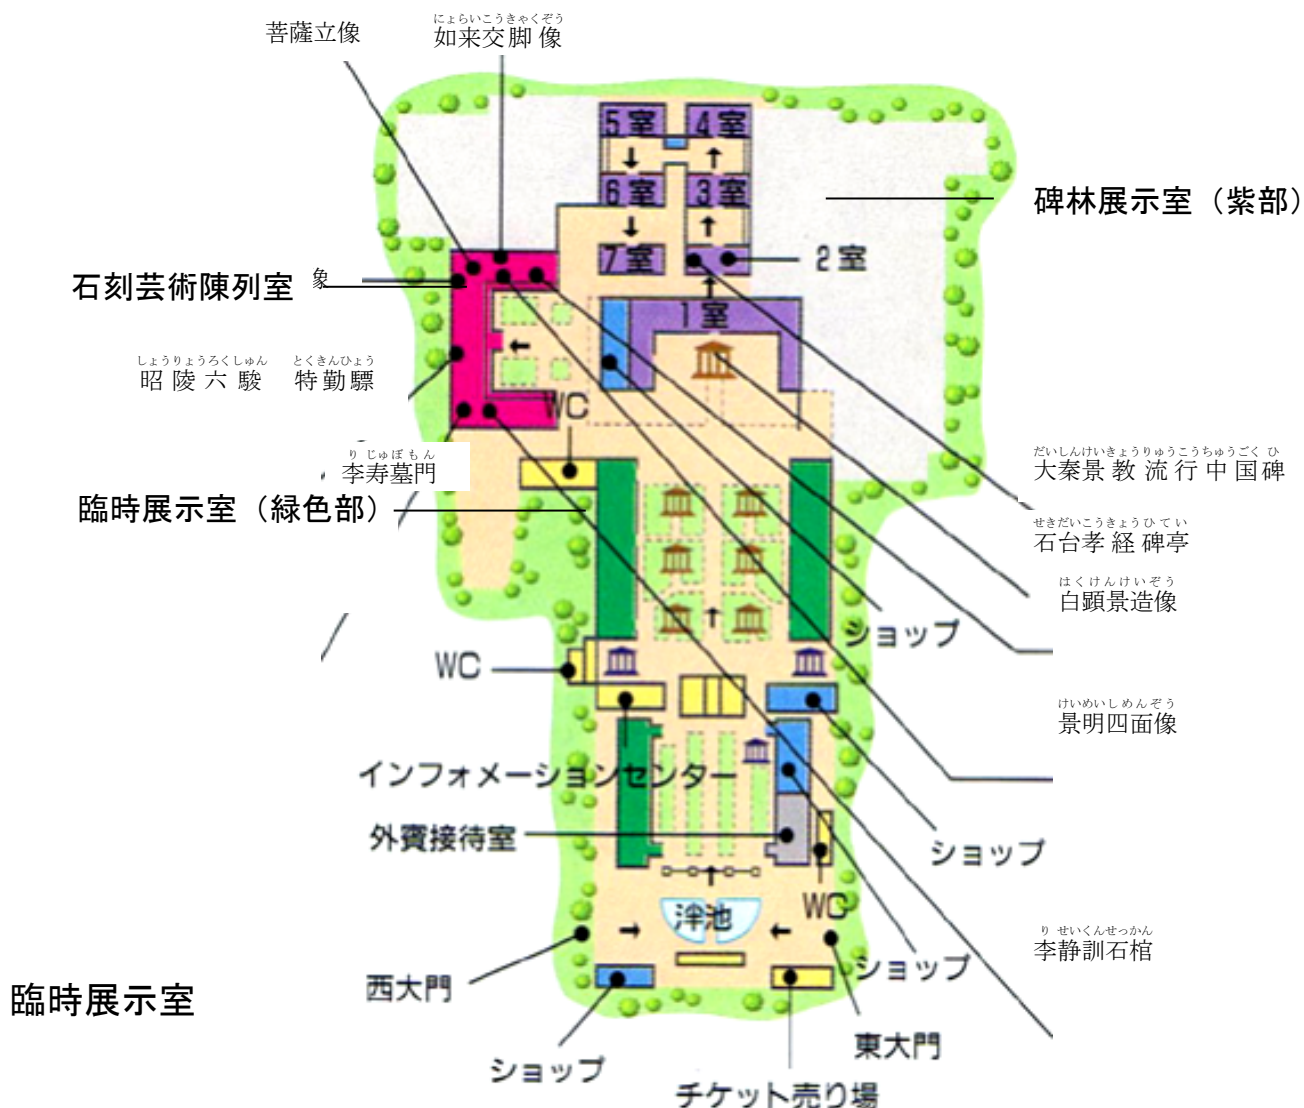 菩薩立像
にょらいこうきゃくぞう
如来交脚像
5室
4室
6室
3室
碑林展示室（紫部）
7室
2室
石刻芸術陳列室
象
1室
しょうりょうろくしゅん とくきんひょう
昭陵六駿 特勤驃
WC
り じゅぼもん
李寿墓門
だいしんけいきょうりゅうこうちゅうごく ひ
大秦景教流行中国碑
臨時展示室（緑色部）
せきだいこうきょうひてい
石台孝経碑亭
はくけんけいぞう
白顕景造像
ショップ
WC
けいめいしめんぞう
景明四面像
インフォメーションセンター
外賓接待室
ショップ
WC
泮池
り せいくんせっかん
李静訓石棺
ショップ
西大門
臨時展示室
東大門
ショップ
チケット売り場